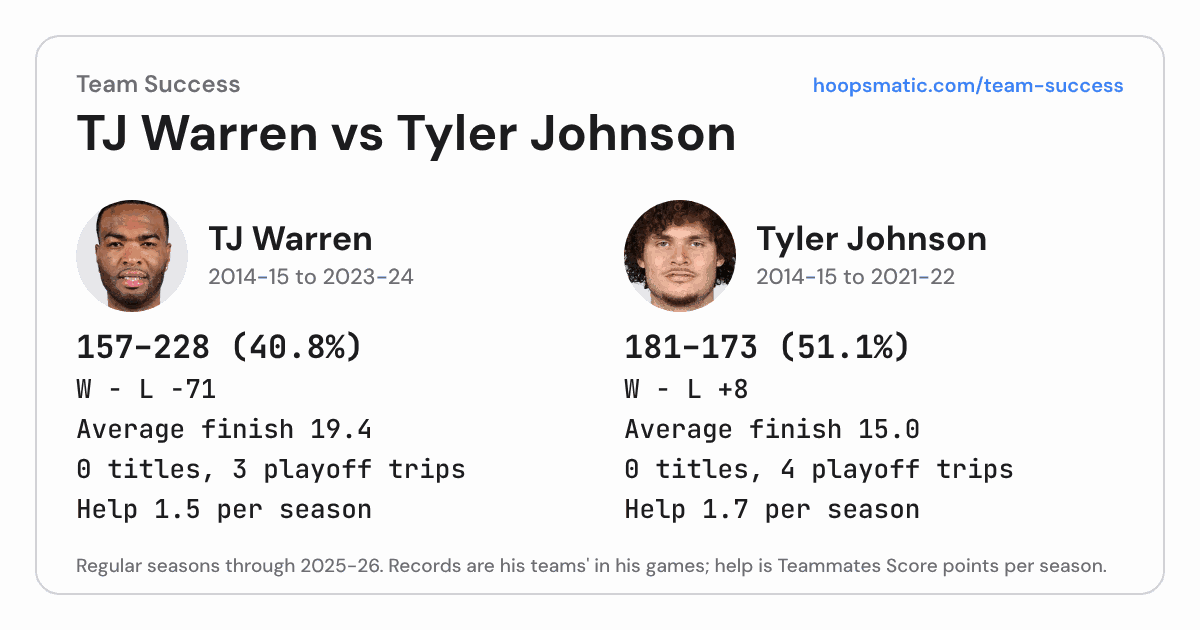 Team Success
hoopsmatic.com/team-success
TJ Warren vs Tyler Johnson
TJ Warren
2014-15 to 2023-24
157-228 (40.8%)
W - L -71
Average finish 19.4
0 titles, 3 playoff trips
Help 1.5 per season
Tyler Johnson
2014-15 to 2021-22
181-173 (51.1%)
W - L +8
Average finish 15.0
0 titles, 4 playoff trips
Help 1.7 per season
Regular seasons through 2025-26. Records are his teams' in his games; help is Teammates Score points per season.